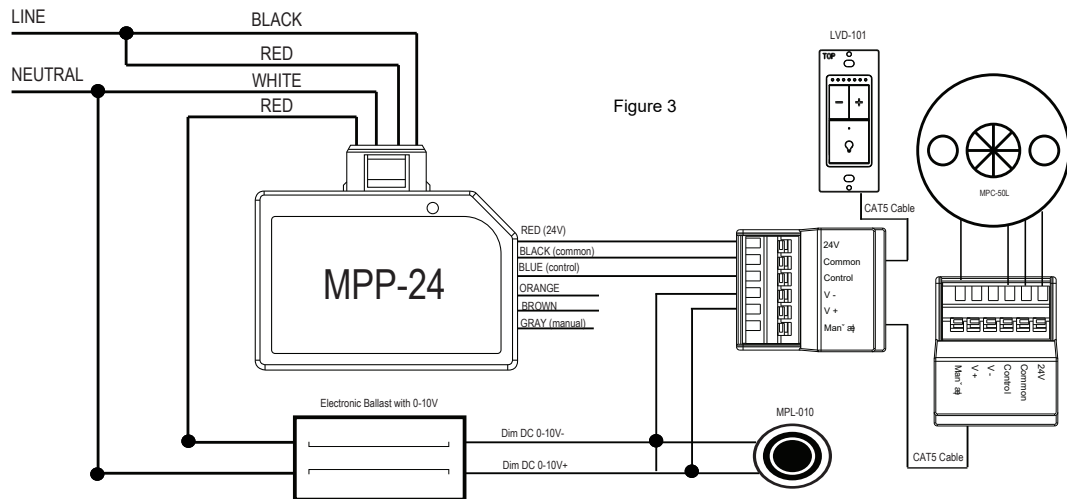 LINE
BLACK
RED
NEUTRAL
WHITE
RED
Figure 3
LVD-101
TOP
MPC-50L
CAT5 Cable
MPP-24
RED (24V)
BLACK (common)
BLUE (control)
ORANGE
BROWN
GRAY (manual)
24V
Common
Control
V -
V +
24V
Common
Control
V -
V +
Electronic Ballast with 0-10V
Dim DC 0-10V-
Dim DC 0-10V+
MPL-010
CAT5 Cable